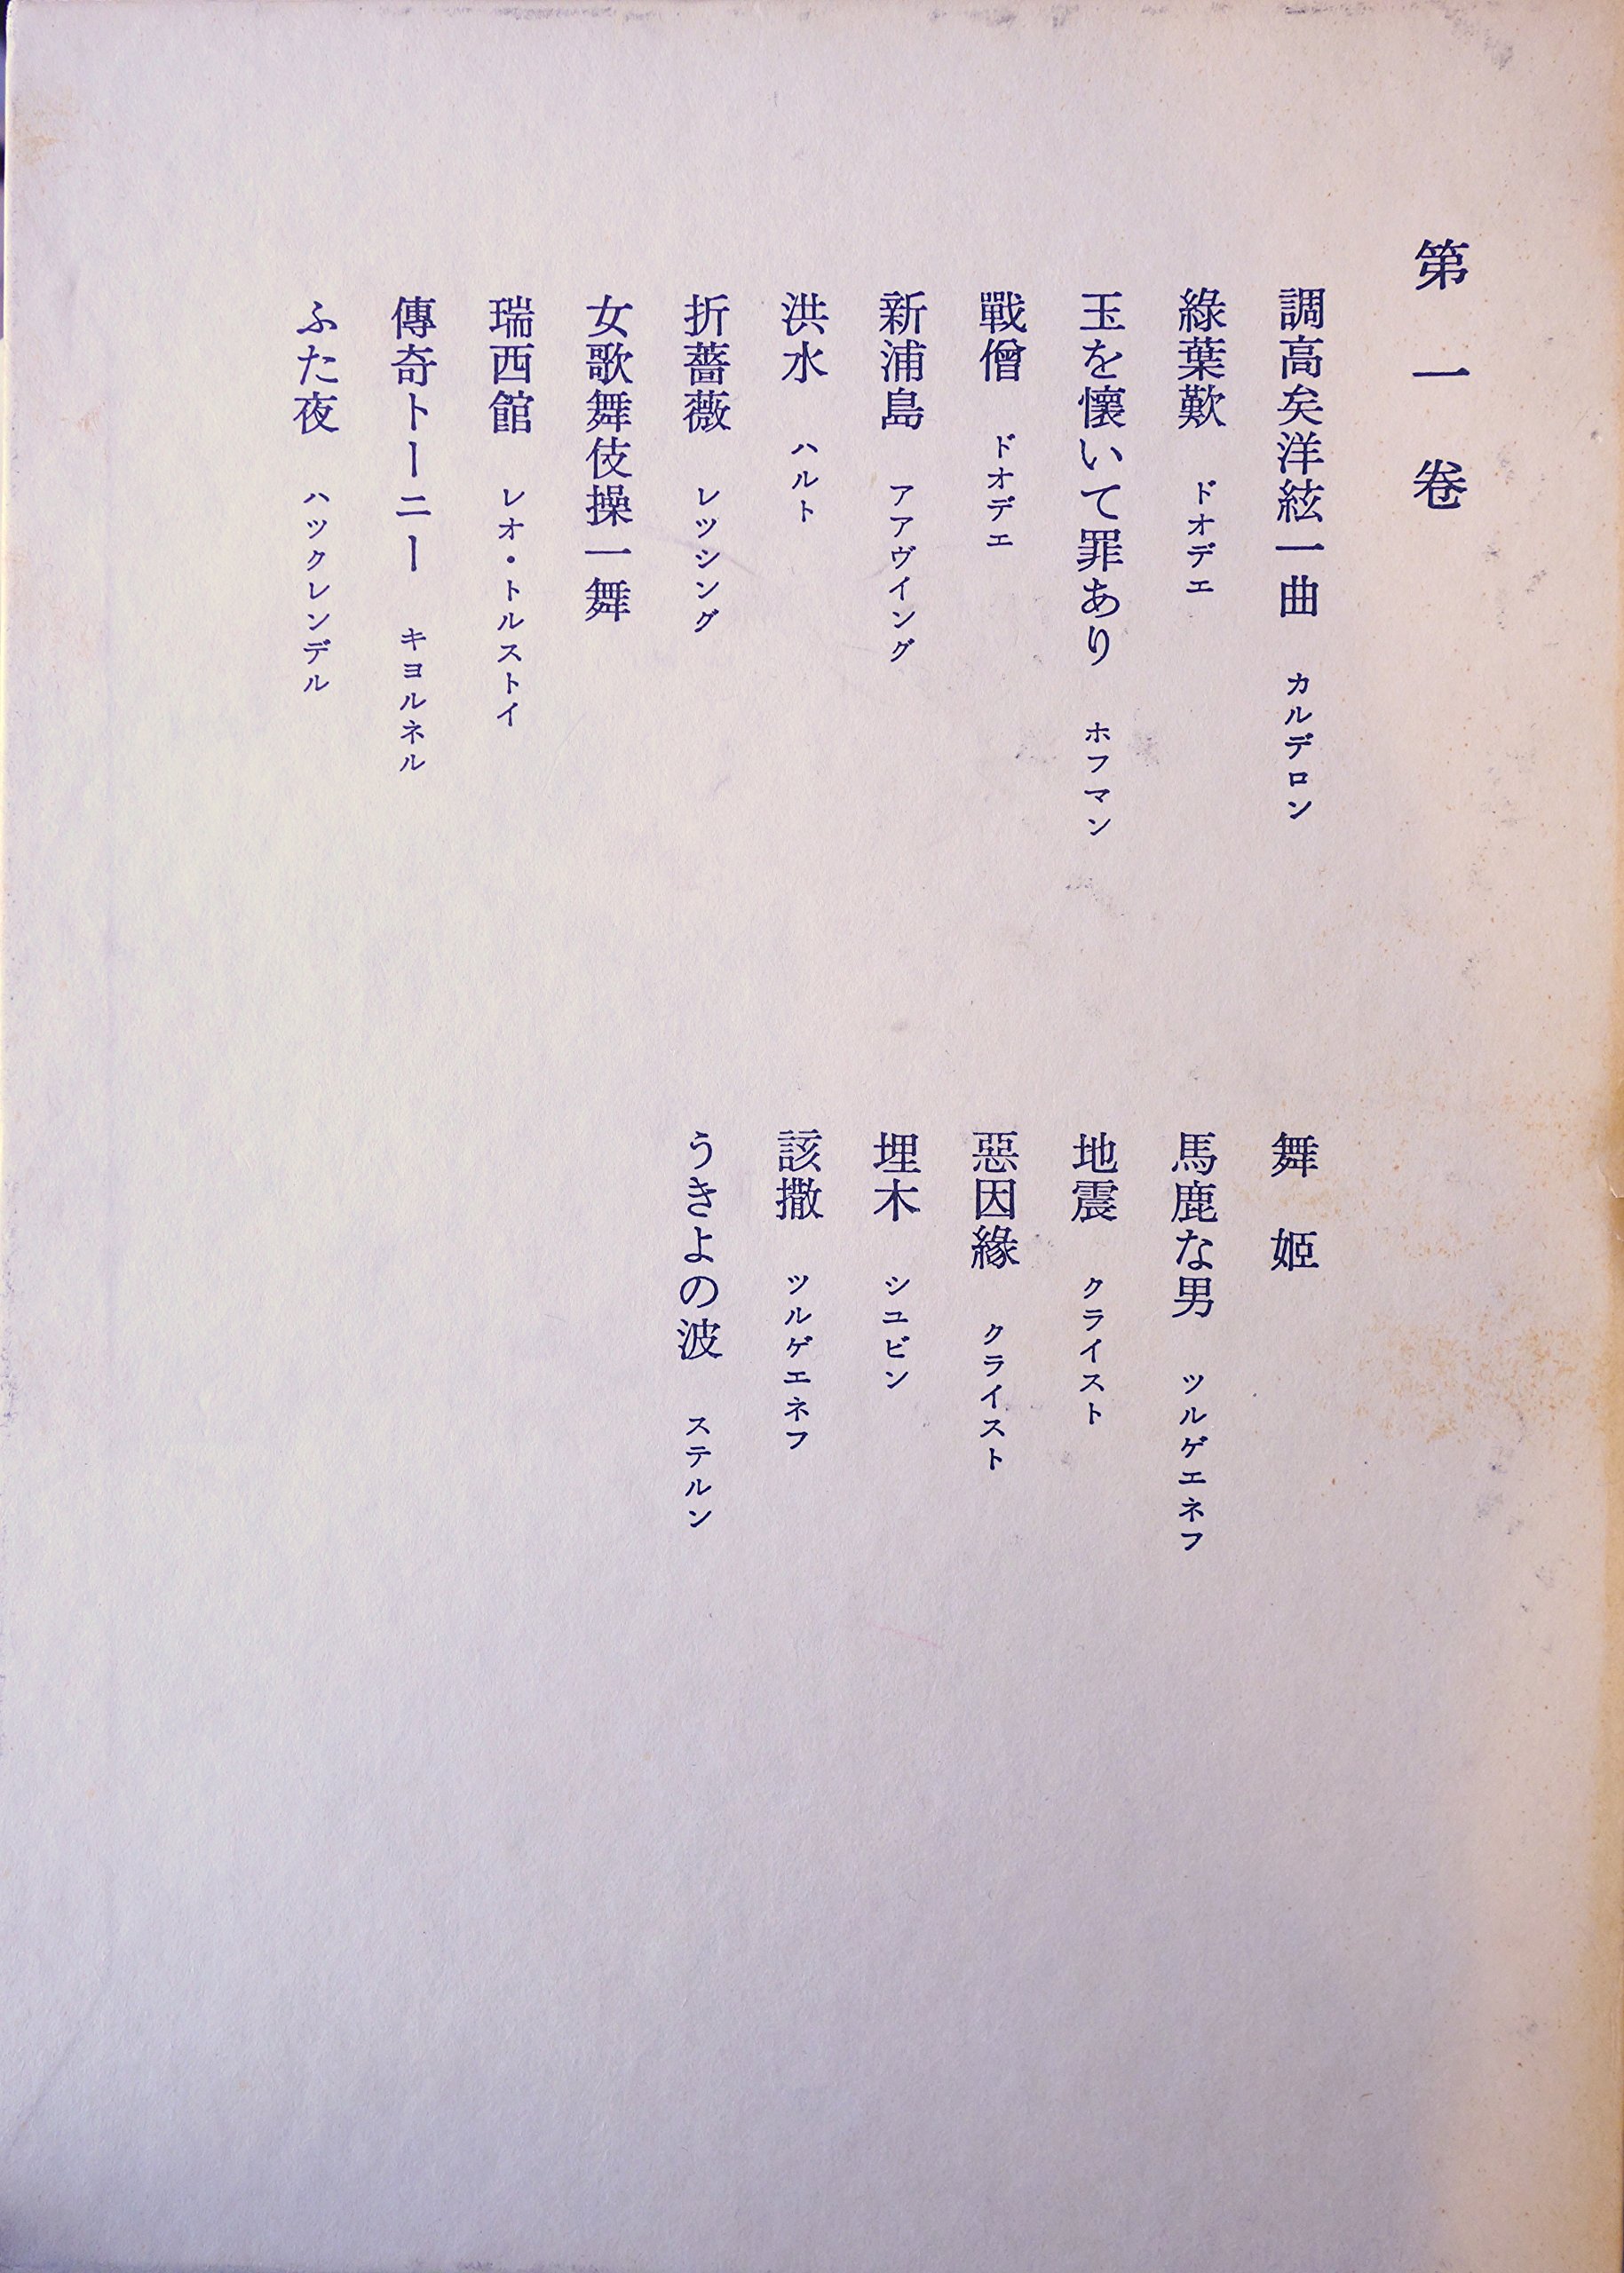 第一卷
調高矣洋絃一曲 カルデロン
綠葉歎 ドオデエ
玉を懷いて罪あり ホフマン
戰僧 ドオデエ
新浦島 アアヴイング
洪水 ハルト
折薔薇 レツシング
女歌舞伎操一舞
瑞西館 レオ・トルストイ
傳奇トーニー キヨルネル
ふた夜 ハツクレンデル
舞姬
馬鹿な男 ツルゲエネフ
地震 クライスト
惡因緣 クライスト
埋木 シユビン
該撒 ツルゲエネフ
うきよの波 ステルン